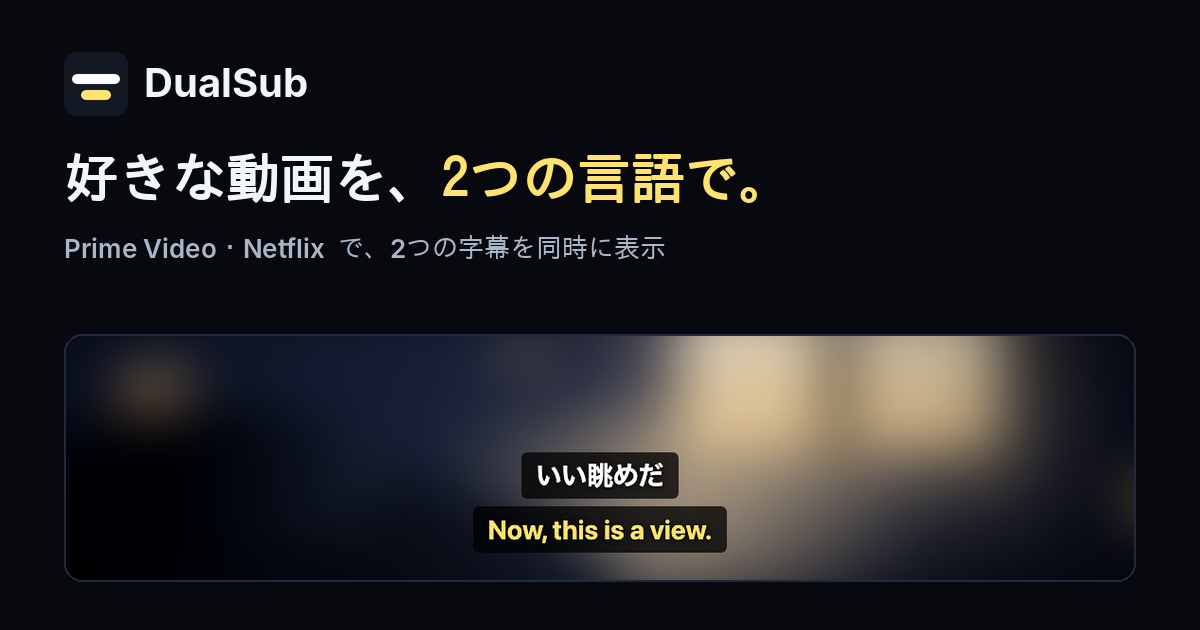 DualSub
好きな動画を、2つの言語で。
Prime Video · Netflix で、2つの字幕を同時に表示
いい眺めだ
Now, this is a view.